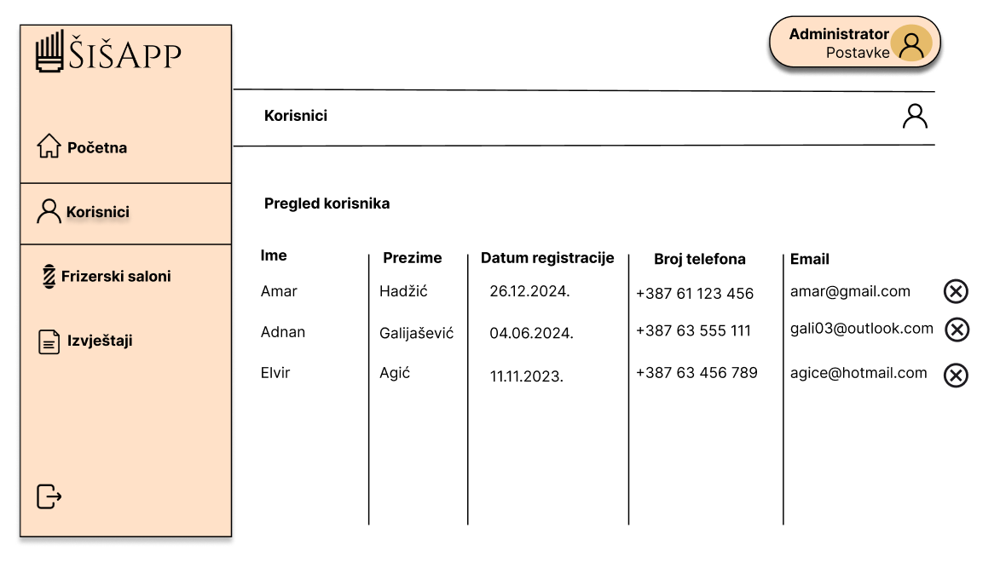 ŠIŠAPP
Administrator
Postavke
Korisnici
Početna
Korisnici
Frizerski saloni
Izvještaji
Pregled korisnika
Ime Prezime Datum registracije Broj telefona Email
Amar Hadžić 26.12.2024. +387 61 123 456 amar@gmail.com
Adnan Galijašević 04.06.2024. +387 63 555 111 gali03@outlook.com
Elvir Agić 11.11.2023. +387 63 456 789 agice@hotmail.com